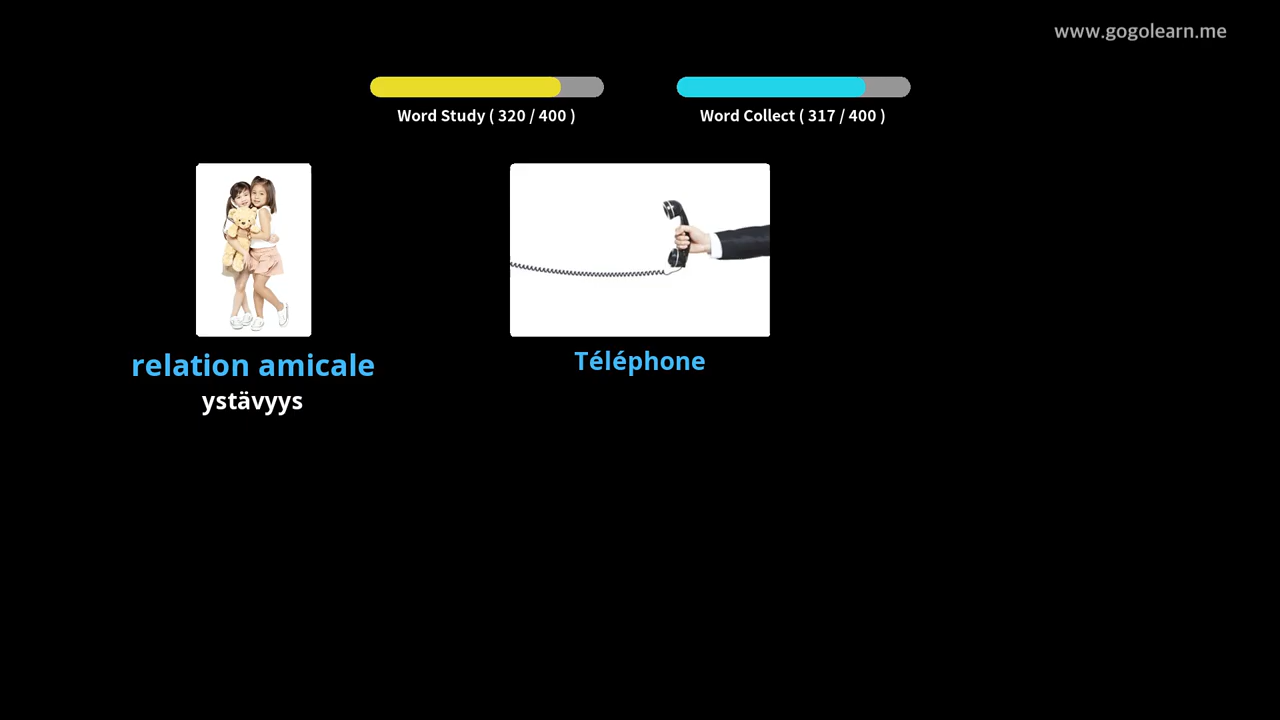 www.gogolearn.me
Word Study ( 320 / 400 )
Word Collect ( 317 / 400 )
relation amicale
ystävyys
Téléphone